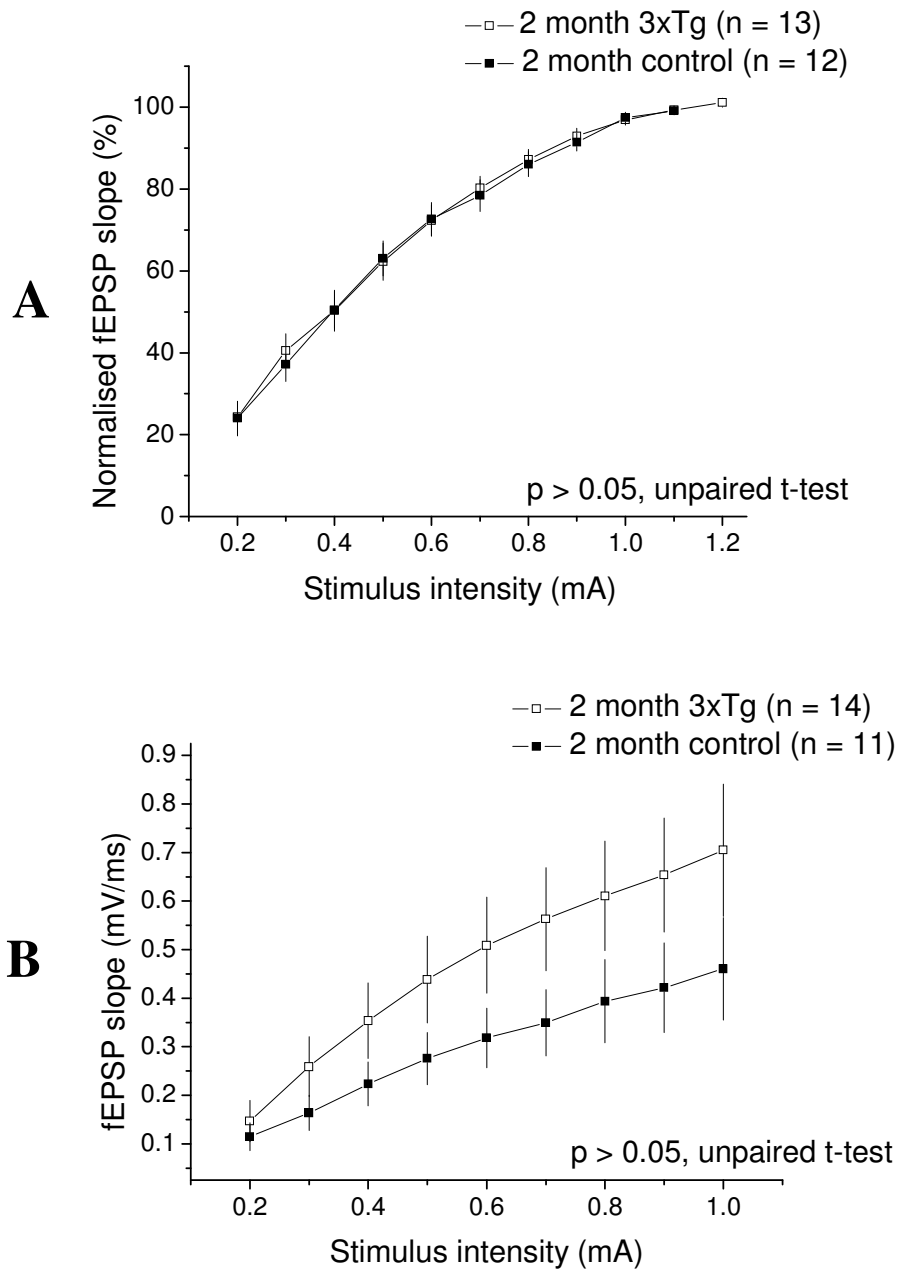 2 month 3xTg (n = 13)
2 month control (n = 12)
A
Normalised fEPSP slope (%)
100
80
60
40
20
0
p > 0.05, unpaired t-test
0.2 0.4 0.6 0.8 1.0 1.2
Stimulus intensity (mA)
2 month 3xTg (n = 14)
2 month control (n = 11)
B
fEPSP slope (mV/ms)
0.9
0.8
0.7
0.6
0.5
0.4
0.3
0.2
0.1
p > 0.05, unpaired t-test
0.2 0.4 0.6 0.8 1.0
Stimulus intensity (mA)